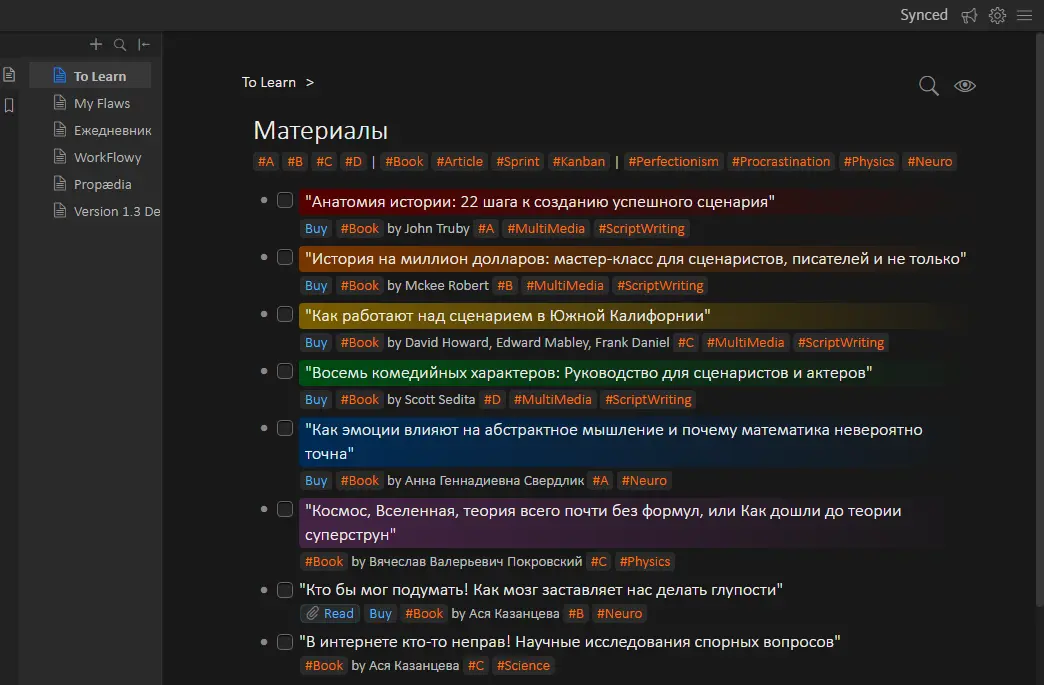 Synced
To Learn
My Flaws
Ежедневник
WorkFlowy
Propædia
Version 1.3 De
To Learn >
Материалы
#A #B #C #D | #Book #Article #Sprint #Kanban | #Perfectionism #Procrastination #Physics #Neuro
"Анатомия истории: 22 шага к созданию успешного сценария"
Buy #Book by John Truby #A #MultiMedia #ScriptWriting
"История на миллион долларов: мастер-класс для сценаристов, писателей и не только"
Buy #Book by Mckee Robert #B #MultiMedia #ScriptWriting
"Как работают над сценарием в Южной Калифорнии"
Buy #Book by David Howard, Edward Mabley, Frank Daniel #C #MultiMedia #ScriptWriting
"Восемь комедийных характеров: Руководство для сценаристов и актеров"
Buy #Book by Scott Sedita #D #MultiMedia #ScriptWriting
"Как эмоции влияют на абстрактное мышление и почему математика невероятно
точна"
Buy #Book by Анна Геннадиевна Свердлик #A #Neuro
"Космос, Вселенная, теория всего почти без формул, или Как дошли до теории
суперструн"
#Book by Вячеслав Валерьевич Покровский #C #Physics
"Кто бы мог подумать! Как мозг заставляет нас делать глупости"
Read Buy #Book by Ася Казанцева #B #Neuro
"В интернете кто-то неправ! Научные исследования спорных вопросов"
#Book by Ася Казанцева #C #Science